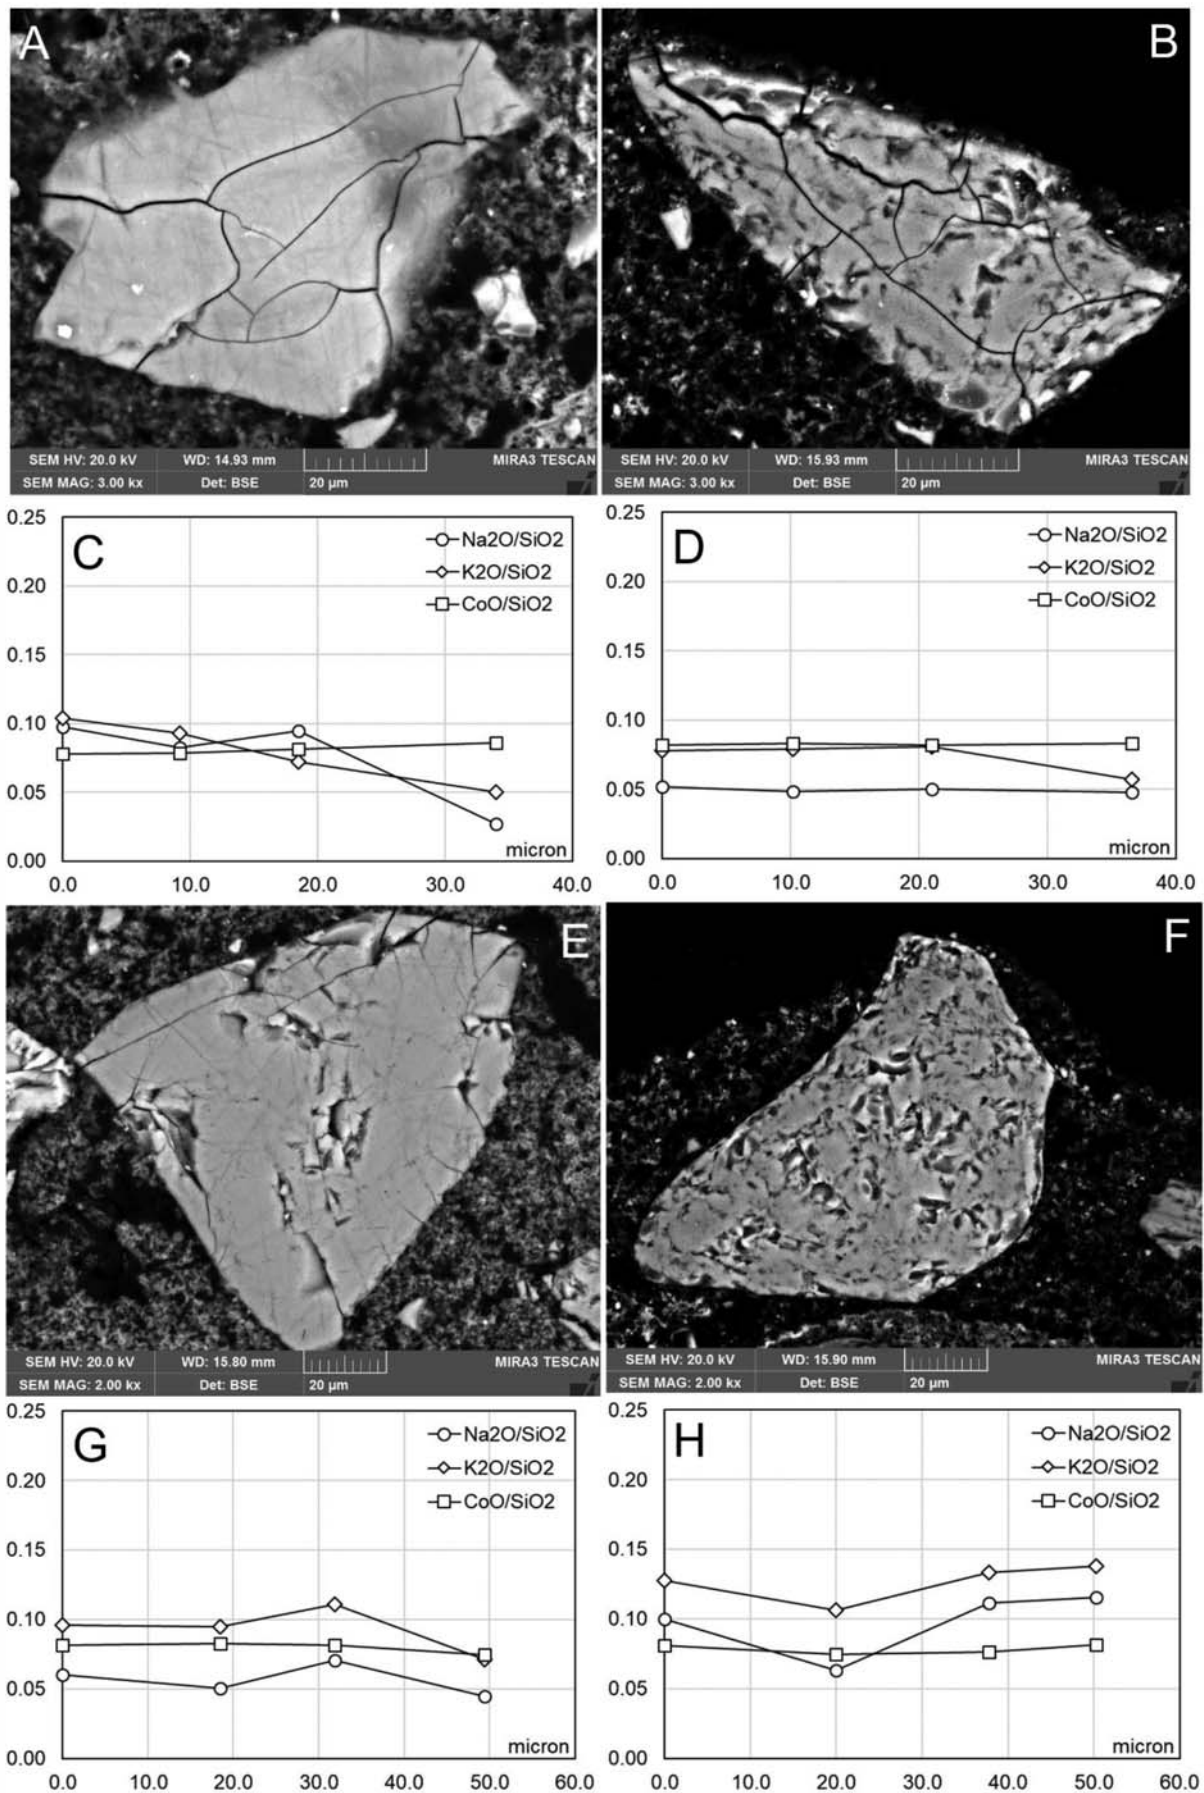 A
B
SEM HV: 20.0 kV WD: 14.93 mm MIRA3 TESCAN
SEM MAG: 3.00 kx Det: BSE 20 µm
SEM HV: 20.0 kV WD: 15.93 mm MIRA3 TESCAN
SEM MAG: 3.00 kx Det: BSE 20 µm
C
Na2O/SiO2
K2O/SiO2
CoO/SiO2
0.25
0.20
0.15
0.10
0.05
0.00
micron
0.0 10.0 20.0 30.0 40.0
D
Na2O/SiO2
K2O/SiO2
CoO/SiO2
0.25
0.20
0.15
0.10
0.05
0.00
micron
0.0 10.0 20.0 30.0 40.0
E
F
SEM HV: 20.0 kV WD: 15.80 mm MIRA3 TESCAN
SEM MAG: 2.00 kx Det: BSE 20 µm
SEM HV: 20.0 kV WD: 15.90 mm MIRA3 TESCAN
SEM MAG: 2.00 kx Det: BSE 20 µm
G
Na2O/SiO2
K2O/SiO2
CoO/SiO2
0.25
0.20
0.15
0.10
0.05
0.00
micron
0.0 10.0 20.0 30.0 40.0 50.0 60.0
H
Na2O/SiO2
K2O/SiO2
CoO/SiO2
0.25
0.20
0.15
0.10
0.05
0.00
micron
0.0 10.0 20.0 30.0 40.0 50.0 60.0